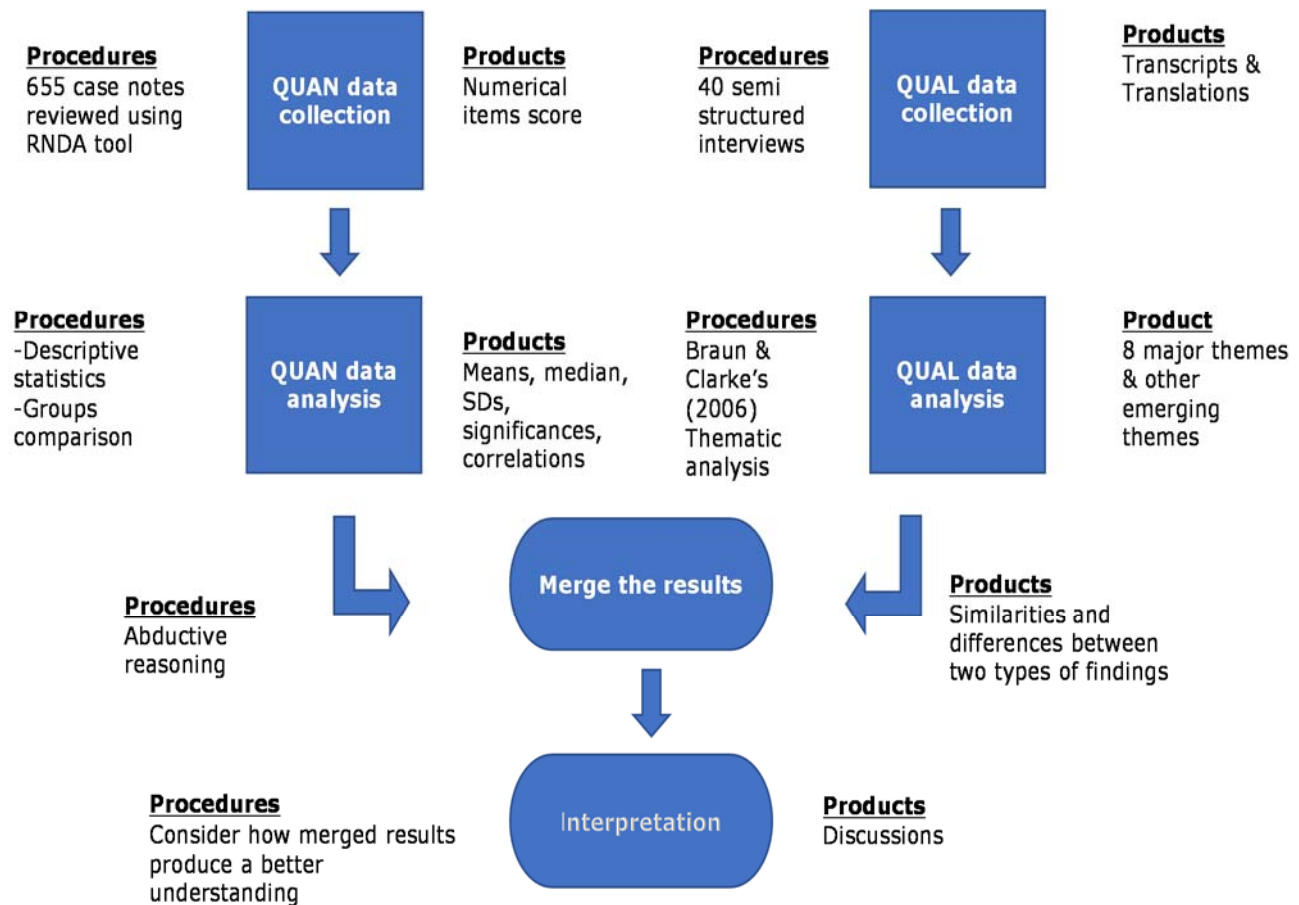 Procedures
655 case notes
reviewed using
RNDA tool
QUAN data
collection
Products
Numerical
items score
Procedures
40 semi
structured
interviews
QUAL data
collection
Products
Transcripts &
Translations
Procedures
-Descriptive
statistics
-Groups
comparison
QUAN data
analysis
Products
Means, median,
SDs,
significances,
correlations
Procedures
Braun &
Clarke's
(2006)
Thematic
analysis
QUAL data
analysis
Product
8 major themes
& other
emerging
themes
Procedures
Abductive
reasoning
Merge the results
Products
Similarities and
differences between
two types of findings
Procedures
Consider how merged results
produce a better
understanding
Interpretation
Products
Discussions